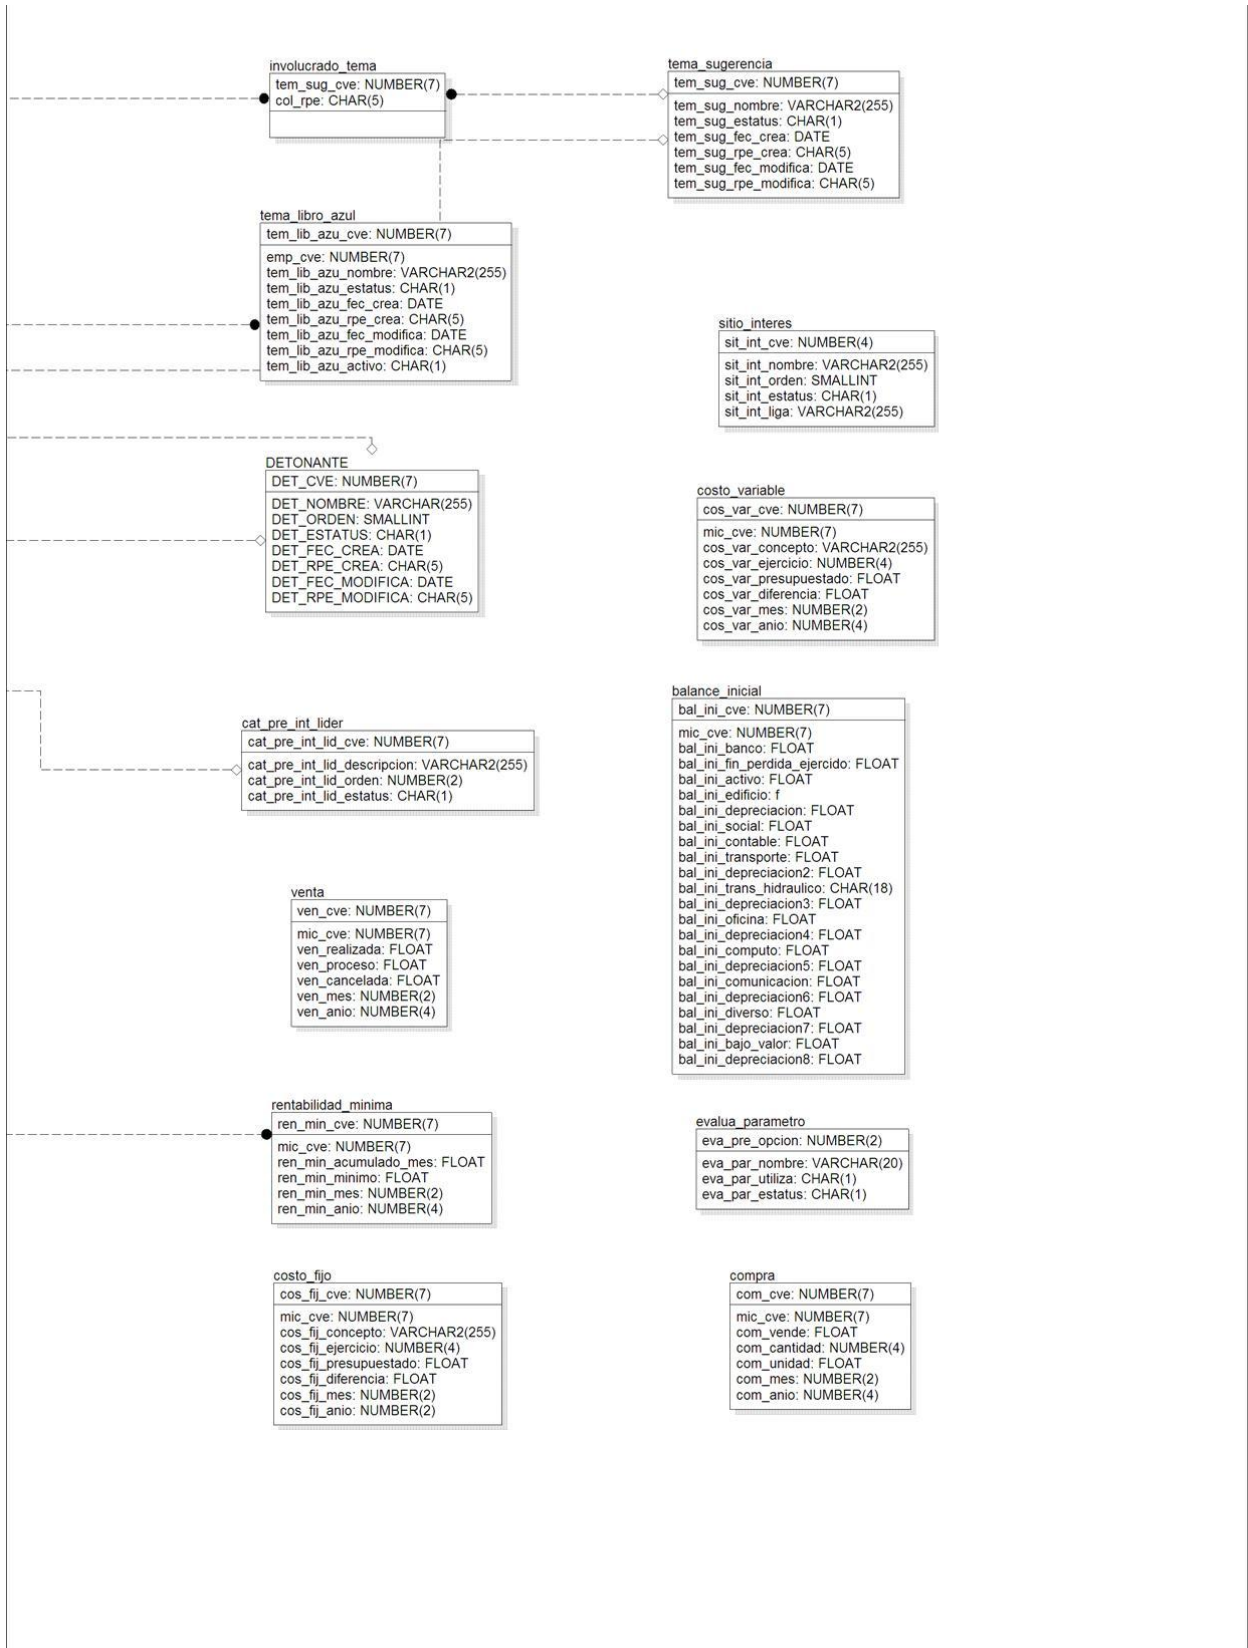 involucrado_tema
tem_sug_cve: NUMBER(7)
col_rpe: CHAR(5)
tema_sugerencia
tem_sug_cve: NUMBER(7)
tem_sug_nombre: VARCHAR2(255)
tem_sug_estatus: CHAR(1)
tem_sug_fec_crea: DATE
tem_sug_rpe_crea: CHAR(5)
tem_sug_fec_modifica: DATE
tem_sug_rpe_modifica: CHAR(5)
tema_libro_azul
tem_lib_azu_cve: NUMBER(7)
emp_cve: NUMBER(7)
tem_lib_azu_nombre: VARCHAR2(255)
tem_lib_azu_estatus: CHAR(1)
tem_lib_azu_fec_crea: DATE
tem_lib_azu_rpe_crea: CHAR(5)
tem_lib_azu_fec_modifica: DATE
tem_lib_azu_rpe_modifica: CHAR(5)
tem_lib_azu_activo: CHAR(1)
sitio_interes
sit_int_cve: NUMBER(4)
sit_int_nombre: VARCHAR2(255)
sit_int_orden: SMALLINT
sit_int_estatus: CHAR(1)
sit_int_liga: VARCHAR2(255)
DETONANTE
DET_CVE: NUMBER(7)
DET_NOMBRE: VARCHAR(255)
DET_ORDEN: SMALLINT
DET_ESTATUS: CHAR(1)
DET_FEC_CREA: DATE
DET_RPE_CREA: CHAR(5)
DET_FEC_MODIFICA: DATE
DET_RPE_MODIFICA: CHAR(5)
costo_variable
cos_var_cve: NUMBER(7)
mic_cve: NUMBER(7)
cos_var_concepto: VARCHAR2(255)
cos_var_ejercicio: NUMBER(4)
cos_var_presupuestado: FLOAT
cos_var_diferencia: FLOAT
cos_var_mes: NUMBER(2)
cos_var_anio: NUMBER(4)
cat_pre_int_lider
cat_pre_int_lid_cve: NUMBER(7)
cat_pre_int_lid_descripcion: VARCHAR2(255)
cat_pre_int_lid_orden: NUMBER(2)
cat_pre_int_lid_estatus: CHAR(1)
balance_inicial
bal_ini_cve: NUMBER(7)
mic_cve: NUMBER(7)
bal_ini_banco: FLOAT
bal_ini_fin_perdida_ejercido: FLOAT
bal_ini_activo: FLOAT
bal_ini_edificio: f
bal_ini_depreciacion: FLOAT
bal_ini_social: FLOAT
bal_ini_contable: FLOAT
bal_ini_transporte: FLOAT
bal_ini_depreciacion2: FLOAT
bal_ini_trans_hidraulico: CHAR(18)
bal_ini_depreciacion3: FLOAT
bal_ini_oficina: FLOAT
bal_ini_depreciacion4: FLOAT
bal_ini_computo: FLOAT
bal_ini_depreciacion5: FLOAT
bal_ini_comunicacion: FLOAT
bal_ini_depreciacion6: FLOAT
bal_ini_diverso: FLOAT
bal_ini_depreciacion7: FLOAT
bal_ini_bajo_valor: FLOAT
bal_ini_depreciacion8: FLOAT
venta
ven_cve: NUMBER(7)
mic_cve: NUMBER(7)
ven_realizada: FLOAT
ven_proceso: FLOAT
ven_cancelada: FLOAT
ven_mes: NUMBER(2)
ven_anio: NUMBER(4)
rentabilidad_minima
ren_min_cve: NUMBER(7)
mic_cve: NUMBER(7)
ren_min_acumulado_mes: FLOAT
ren_min_minimo: FLOAT
ren_min_mes: NUMBER(2)
ren_min_anio: NUMBER(4)
evalua_parametro
eva_pre_opcion: NUMBER(2)
eva_par_nombre: VARCHAR(20)
eva_par_utiliza: CHAR(1)
eva_par_estatus: CHAR(1)
costo_fijo
cos_fij_cve: NUMBER(7)
mic_cve: NUMBER(7)
cos_fij_concepto: VARCHAR2(255)
cos_fij_ejercicio: NUMBER(4)
cos_fij_presupuestado: FLOAT
cos_fij_diferencia: FLOAT
cos_fij_mes: NUMBER(2)
cos_fij_anio: NUMBER(2)
compra
com_cve: NUMBER(7)
mic_cve: NUMBER(7)
com_vende: FLOAT
com_cantidad: NUMBER(4)
com_unidad: FLOAT
com_mes: NUMBER(2)
com_anio: NUMBER(4)